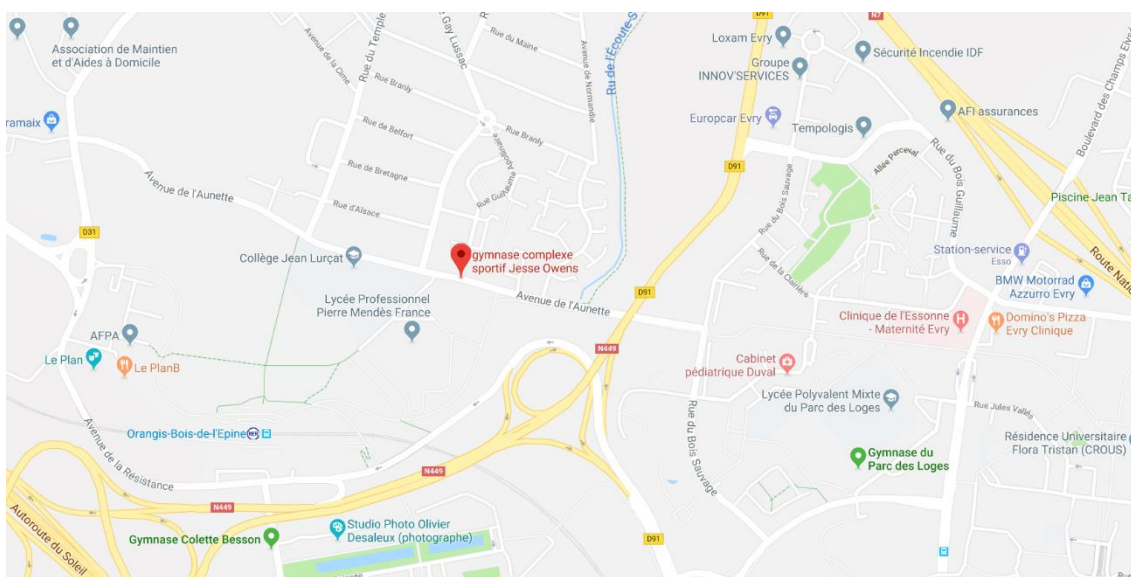 Association de Maintien
et d'Aides à Domicile
Avenue de la Cime
Rue du Temple
Gay Lussac
Rue du Maine
Avenue de Normandie
Ru de l'Écoute-S
D91
N7
Loxam Evry
Sécurité Incendie IDF
Groupe
INNOV'SERVICES
Boulevard des Champs Elysé
ramaix
Rue Branly
Rue de Belfort
Rue Branly
Europcar Evry
Tempologis
AFI assurances
Apollinaire
Rue Guillaume
Rue de Bretagne
Rue d'Alsace
Avenue de l'Aunette
D91
Allée Perceval
Rue du Bois Guillaume
Rue du Bois Sauvage
Piscine Jean Ta
D31
Collège Jean Lurçat
gymnase complexe
sportif Jesse Owens
Station-service
Esso
Route Natio
Rue de la Clairière
BMW Motorrad
Azzurro Evry
Lycée Professionnel
Pierre Mendès France
Avenue de l'Aunette
D91
Clinique de l'Essonne
- Maternité Evry
Domino's Pizza
Evry Clinique
AFPA
Le Plan
Le PlanB
N449
Cabinet
pédiatrique Duval
Lycée Polyvalent Mixte
du Parc des Loges
Rue Jules Vallès
Orangis-Bois-de-l'Epine
RER
Rue du Bois Sauvage
Résidence Universitaire
Flora Tristan (CROUS)
Gymnase du
Parc des Loges
Avenue de la Résistance
N449
N449
Autoroute du Soleil
Gymnase Colette Besson
Studio Photo Olivier
Desaleux (photographe)
D91